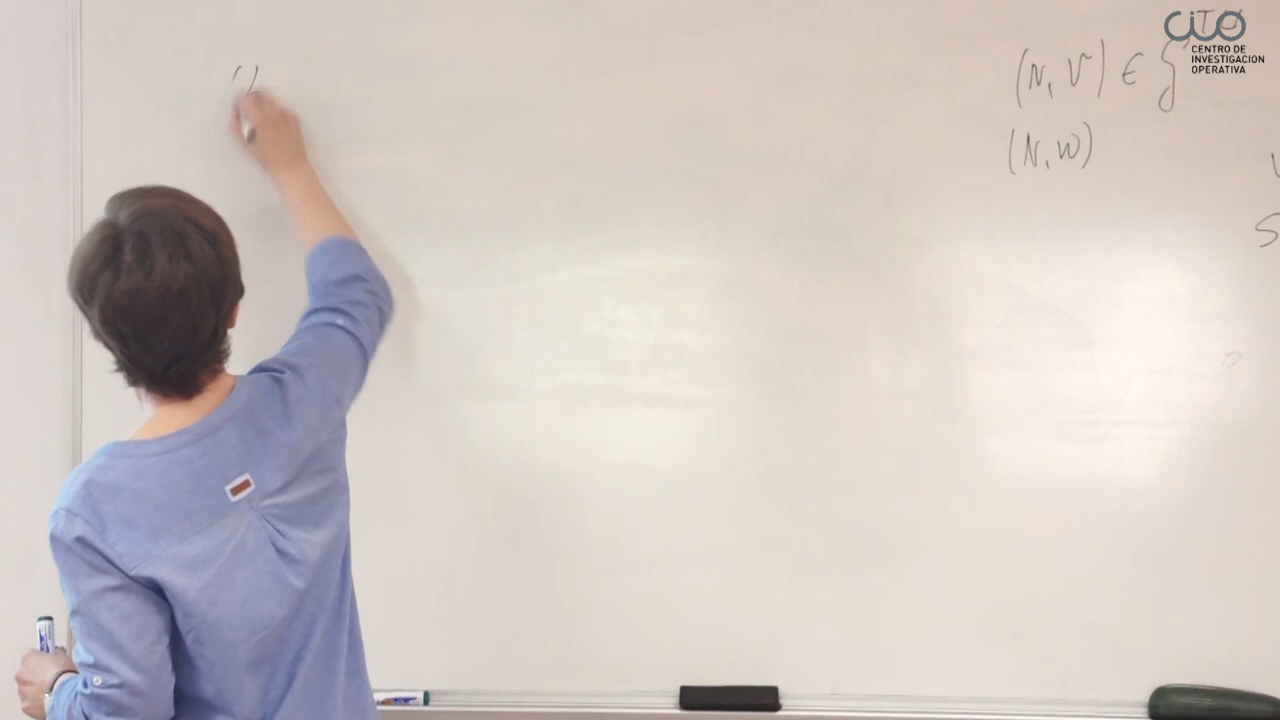 CIO
CENTRO DE
INVESTIGACION
OPERATIVA
(N, V) ∈ G
(N, W)
S